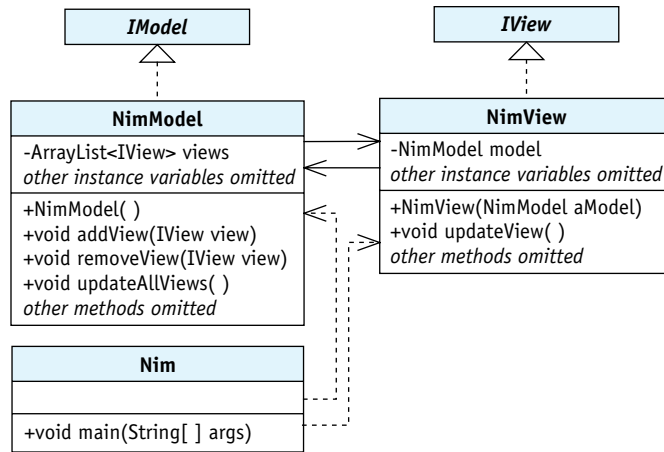 IModel
IView
NimModel
-ArrayList<IView> views
other instance variables omitted
+NimModel( )
+void addView(IView view)
+void removeView(IView view)
+void updateAllViews( )
other methods omitted
NimView
-NimModel model
other instance variables omitted
+NimView(NimModel aModel)
+void updateView( )
other methods omitted
Nim
+void main(String[ ] args)